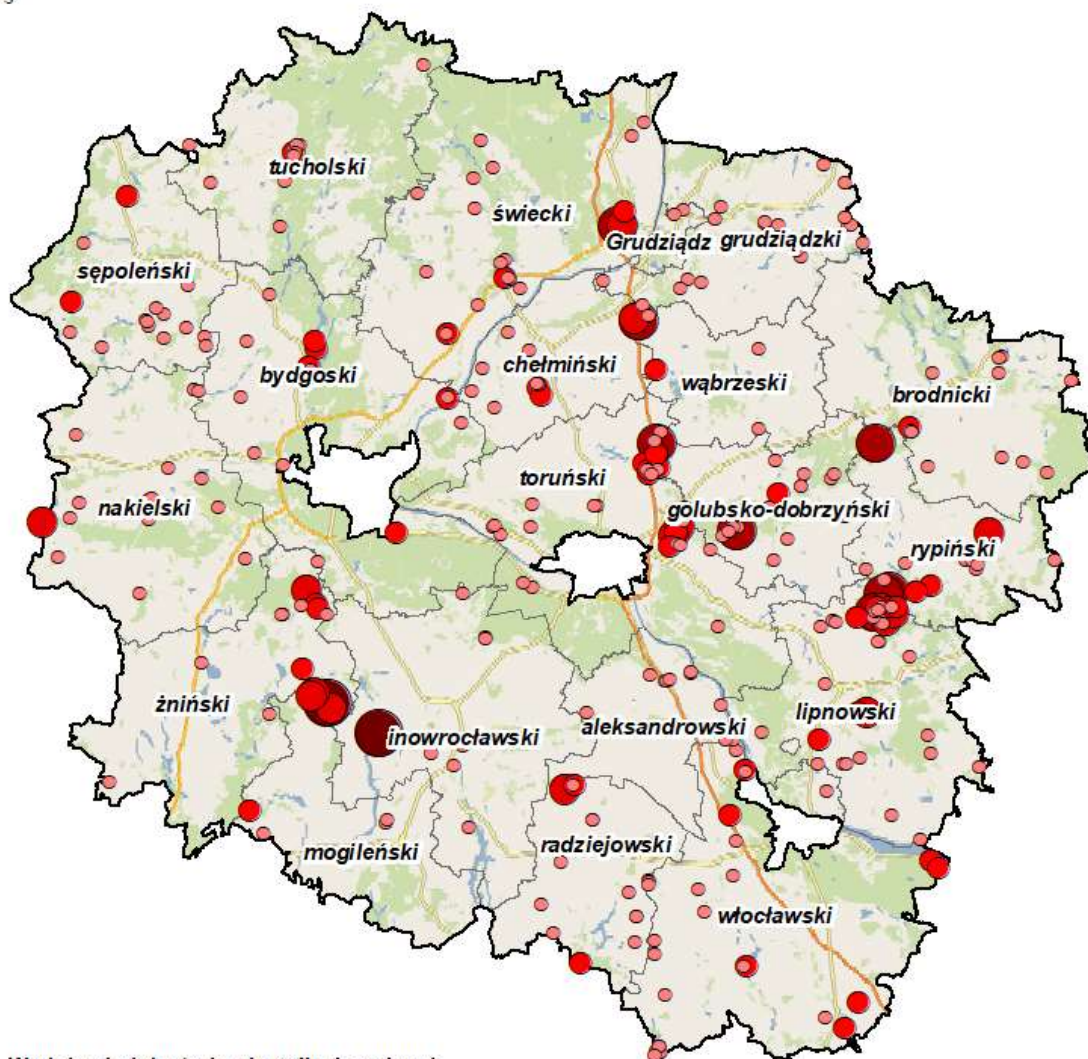 tucholski
świecki
Grudziądz grudziądzki
sępoleński
chełmiński
bydgoski
wąbrzeski
brodnicki
toruński
nakielski
golubsko-dobrzyński
rypiński
żniński
lipnowski
aleksandrowski
inowrocławski
radziejowski
mogileński
włocławski